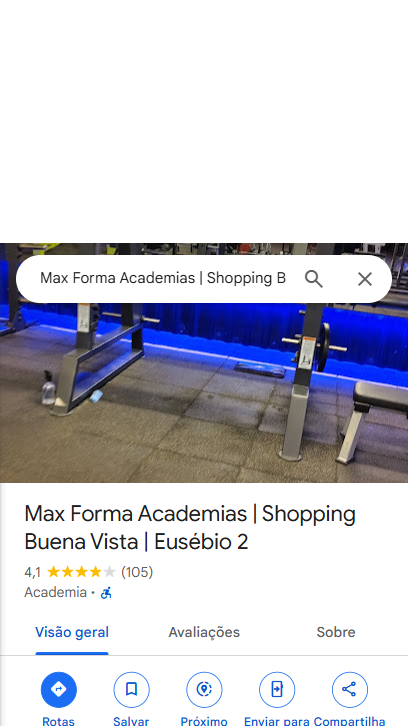 Max Forma Academias | Shopping B
Max Forma Academias | Shopping
Buena Vista | Eusébio 2
4,1 (105)
Academia ·
Visão geral Avaliações Sobre
Rotas Salvar Próximo Enviar para Compartilha